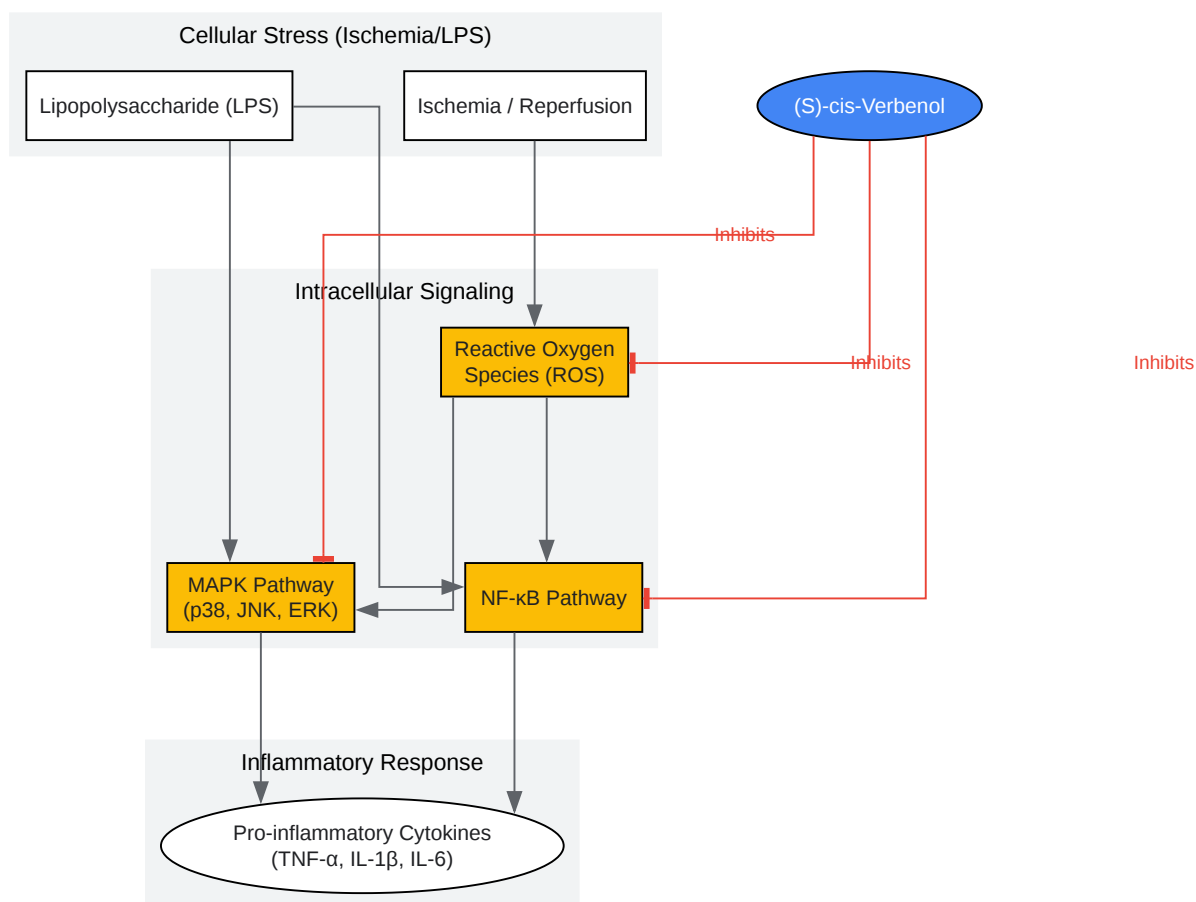 Cellular Stress (Ischemia/LPS)
Lipopolysaccharide (LPS)
Ischemia / Reperfusion
(S)-cis-Verbenol
Inhibits
Intracellular Signaling
Reactive Oxygen
Species (ROS)
Inhibits
Inhibits
MAPK Pathway
(p38, JNK, ERK)
NF-κB Pathway
Inflammatory Response
Pro-inflammatory Cytokines
(TNF-α, IL-1β, IL-6)